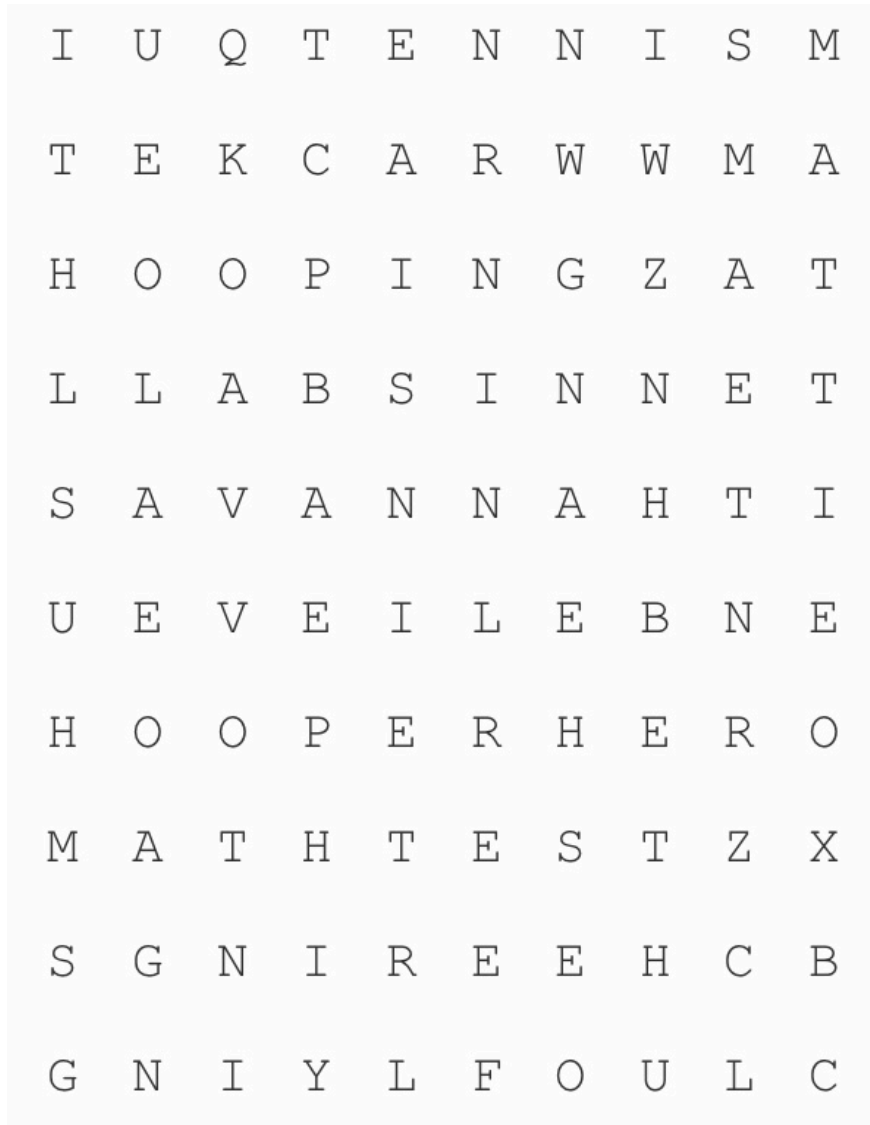 I U Q T E N N I S M
T E K C A R W W M A
H O O P I N G Z A T
L L A B S I N N E T
S A V A N N A H T I
U E V E I L E B N E
H O O P E R H E R O
M A T H T E S T Z X
S G N I R E E H C B
G N I Y L F O U L C